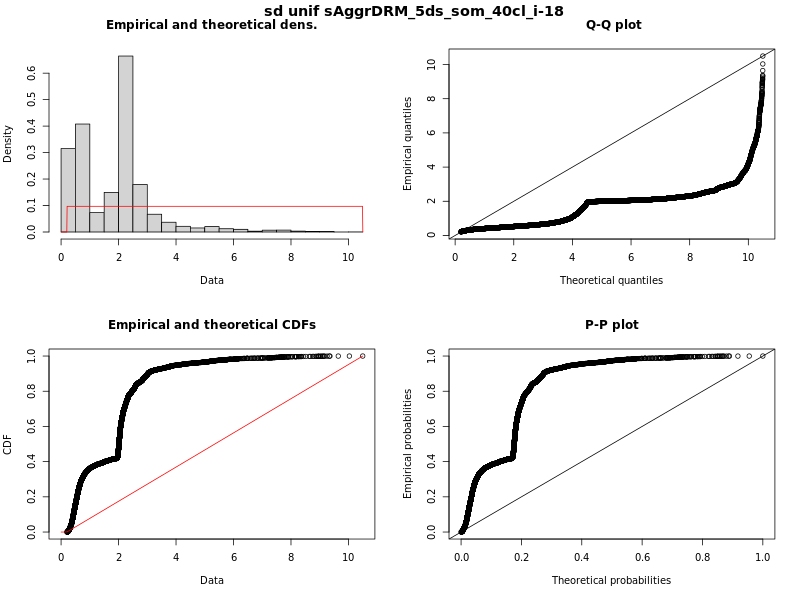 sd unif sAggrDRM_5ds_som_40cl_i-18
Empirical and theoretical dens.
Density
0.0 0.1 0.2 0.3 0.4 0.5 0.6
0 2 4 6 8 10
Data
Q-Q plot
Empirical quantiles
0 2 4 6 8 10
0 2 4 6 8 10
Theoretical quantiles
Empirical and theoretical CDFs
CDF
0.0 0.2 0.4 0.6 0.8 1.0
0 2 4 6 8 10
Data
P-P plot
Empirical probabilities
0.0 0.2 0.4 0.6 0.8 1.0
0.0 0.2 0.4 0.6 0.8 1.0
Theoretical probabilities